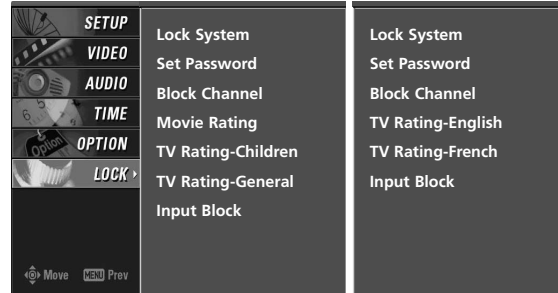 SETUP
VIDEO
AUDIO
TIME
OPTION
LOCK
Move
MENU Prev
Lock System
Set Password
Block Channel
Movie Rating
TV Rating-Children
TV Rating-General
Input Block
Lock System
Set Password
Block Channel
TV Rating-English
TV Rating-French
Input Block